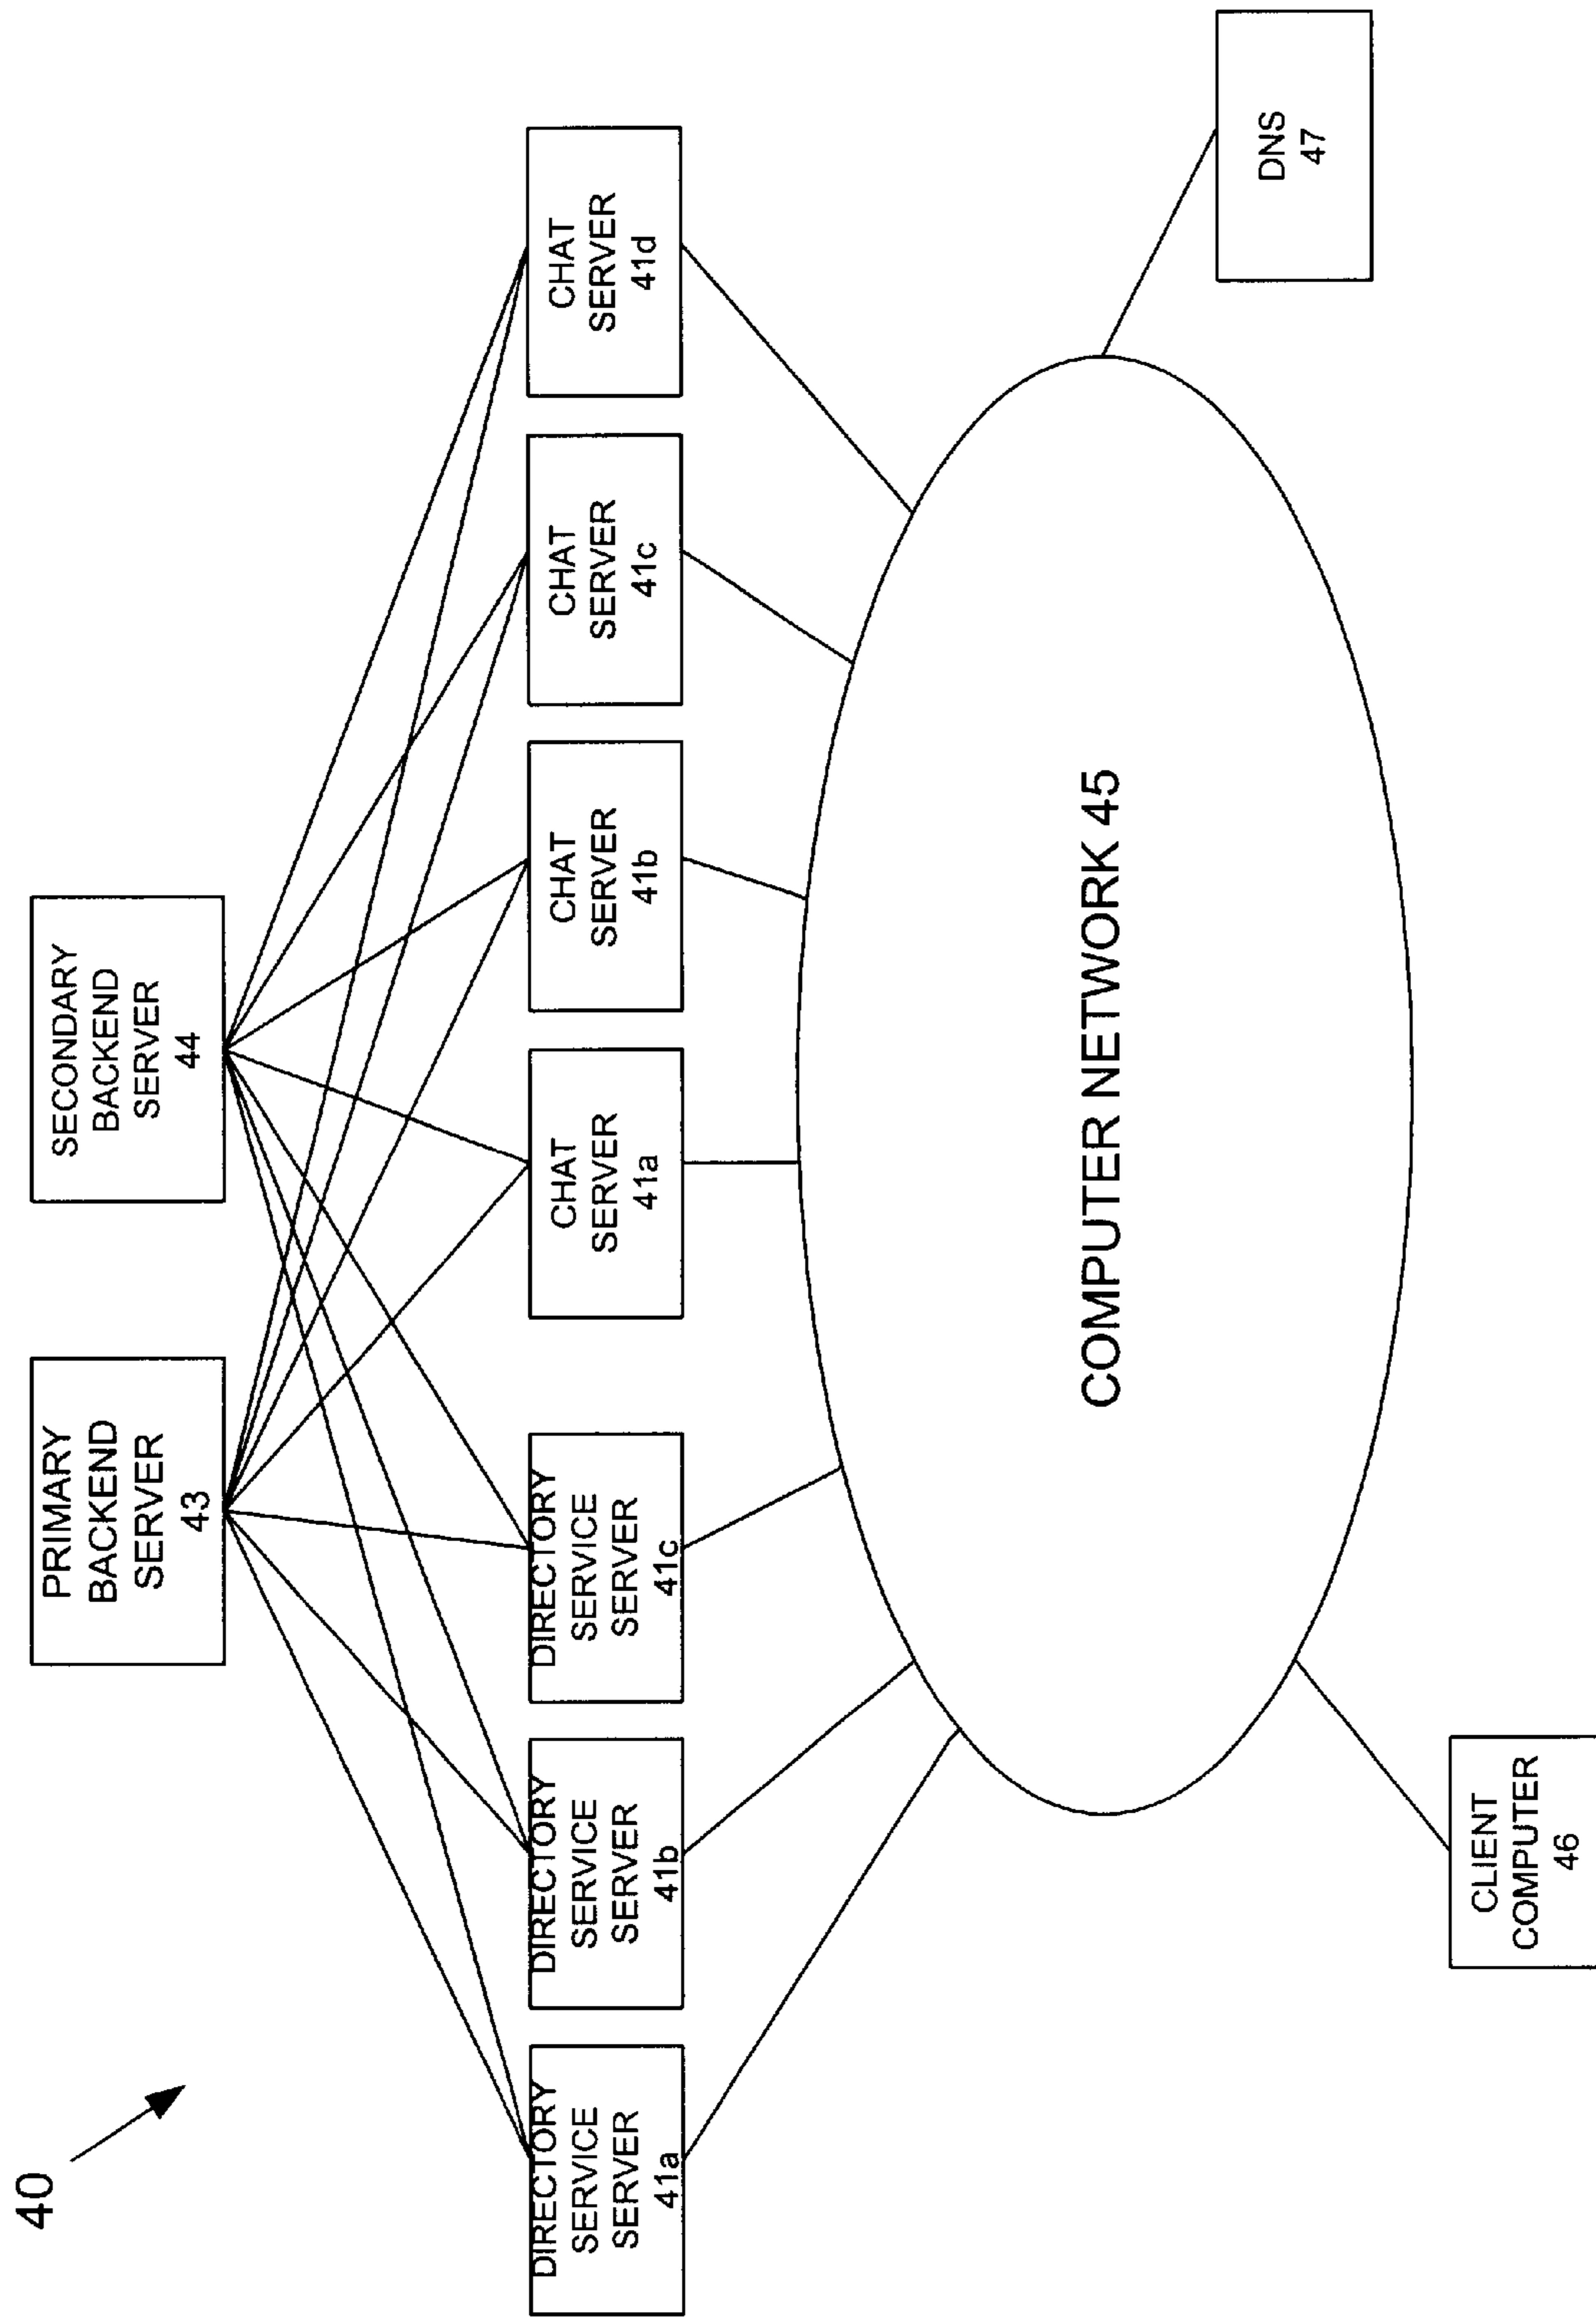 40
PRIMARY
BACKEND
SERVER
43
SECONDARY
BACKEND
SERVER
44
DIRECTORY
SERVICE
SERVER
41a
DIRECTORY
SERVICE
SERVER
41b
DIRECTORY
SERVICE
SERVER
41c
CHAT
SERVER
41a
CHAT
SERVER
41b
CHAT
SERVER
41c
CHAT
SERVER
41d
COMPUTER NETWORK 45
CLIENT
COMPUTER
46
DNS
47